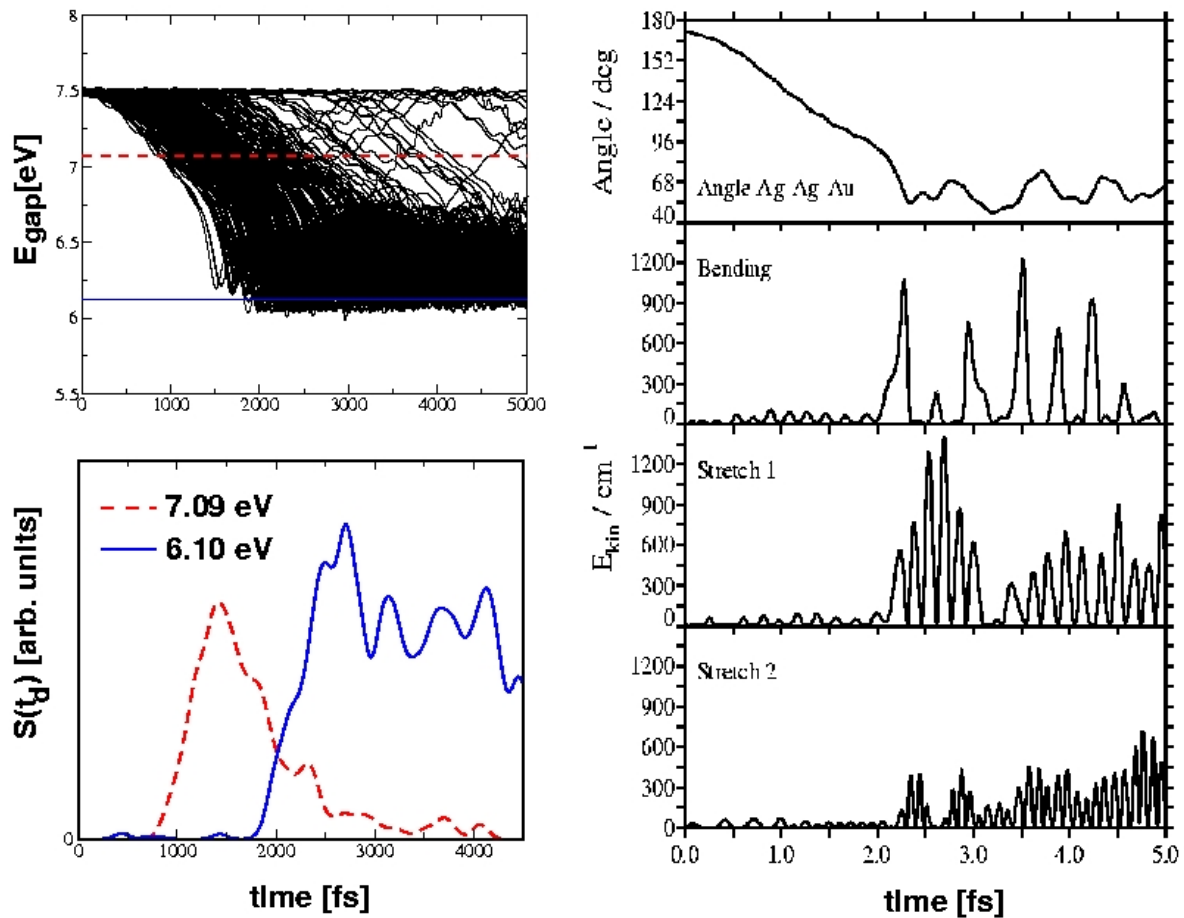 8
7.5
7
6.5
6
5.5
Egap[eV]
0 1000 2000 3000 4000 5000
7.09 eV
6.10 eV
S(td) [arb. units]
0
0 1000 2000 3000 4000
time [fs]
Angle / deg
180
152
124
96
68
40
Angle Ag Ag Au
Ekin / cm-1
1200
900
600
300
0
Bending
1200
900
600
300
0
Stretch 1
1200
900
600
300
0
Stretch 2
0.0 1.0 2.0 3.0 4.0 5.0
time [fs]